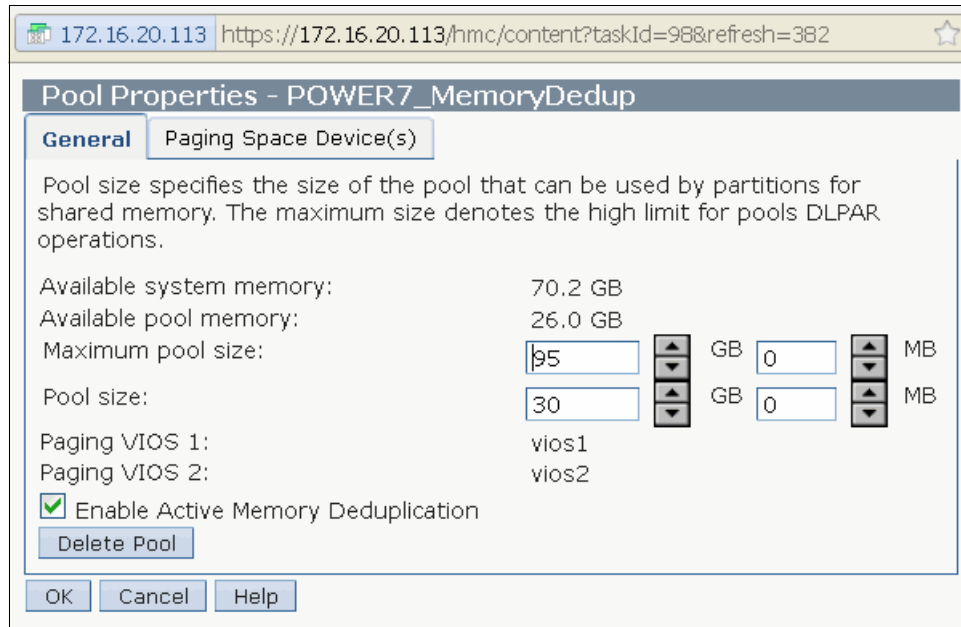 172.16.20.113 https://172.16.20.113/hmc/content?taskId=98&refresh=382
Pool Properties - POWER7_MemoryDedup
General Paging Space Device(s)
Pool size specifies the size of the pool that can be used by partitions for
shared memory. The maximum size denotes the high limit for pools DLPAR
operations.
Available system memory: 70.2 GB
Available pool memory: 26.0 GB
Maximum pool size: 95 GB 0 MB
Pool size: 30 GB 0 MB
Paging VIOS 1: vios1
Paging VIOS 2: vios2
Enable Active Memory Deduplication
Delete Pool
OK Cancel Help